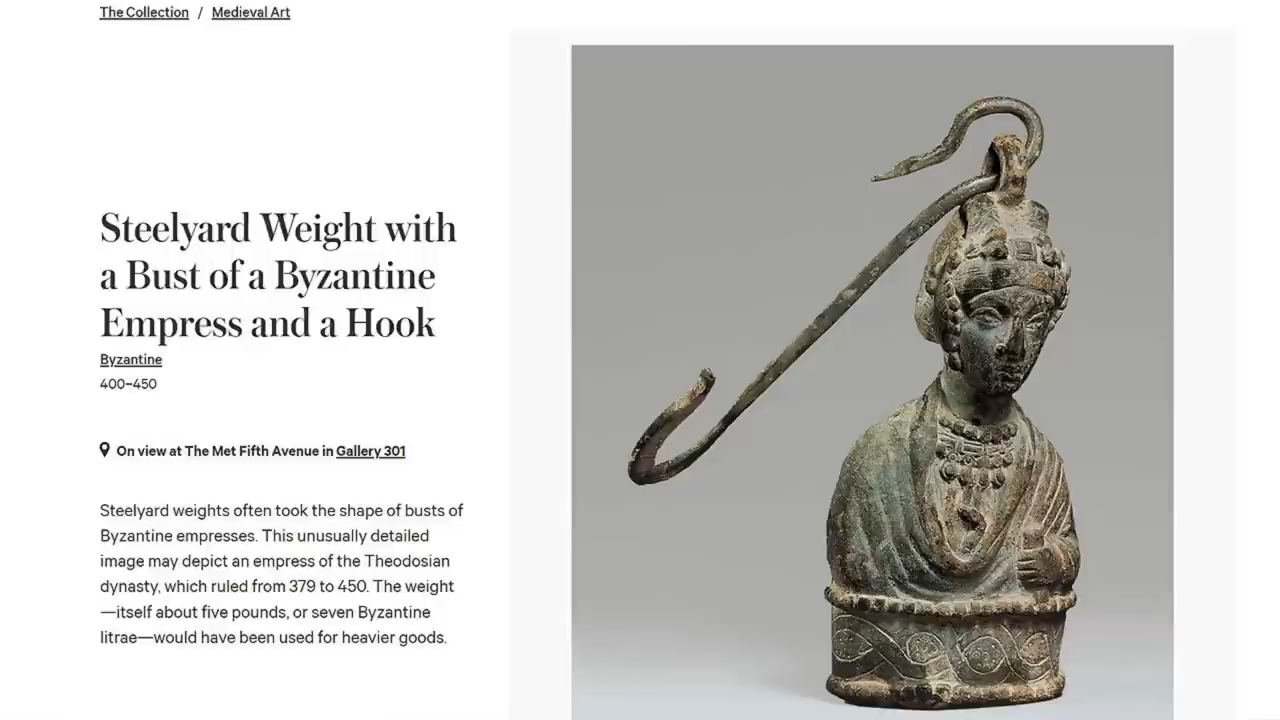 The Collection / Medieval Art
Steelyard Weight with
a Bust of a Byzantine
Empress and a Hook
Byzantine
400–450
On view at The Met Fifth Avenue in Gallery 301
Steelyard weights often took the shape of busts of
Byzantine empresses. This unusually detailed
image may depict an empress of the Theodosian
dynasty, which ruled from 379 to 450. The weight
—itself about five pounds, or seven Byzantine
litrae—would have been used for heavier goods.